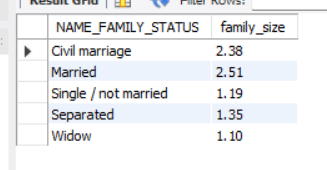 Result Grid Filter Rows:
NAME_FAMILY_STATUS family_size
Civil marriage 2.38
Married 2.51
Single / not married 1.19
Separated 1.35
Widow 1.10